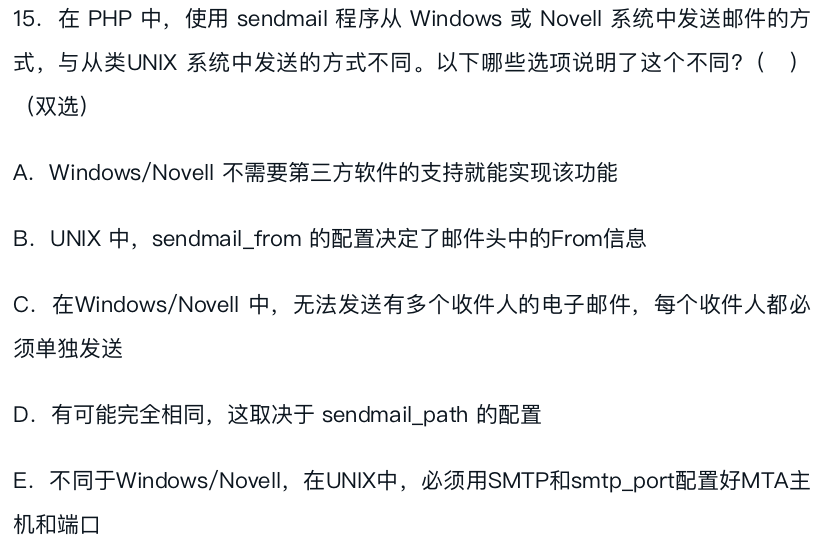 15．在 PHP 中，使用 sendmail 程序从 Windows 或 Novell 系统中发送邮件的方
式，与从类UNIX 系统中发送的方式不同。以下哪些选项说明了这个不同?（　）
（双选）
A．Windows/Novell 不需要第三方软件的支持就能实现该功能
B．UNIX 中，sendmail_from 的配置决定了邮件头中的From信息
C．在Windows/Novell 中，无法发送有多个收件人的电子邮件，每个收件人都必
须单独发送
D．有可能完全相同，这取决于 sendmail_path 的配置
E．不同于Windows/Novell，在UNIX中，必须用SMTP和smtp_port配置好MTA主
机和端口